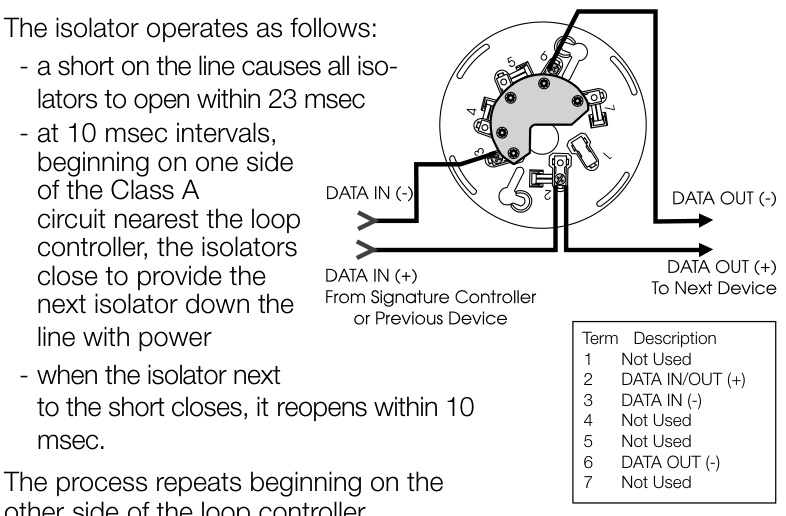 The isolator operates as follows:
- a short on the line causes all iso-
lators to open within 23 msec
- at 10 msec intervals,
beginning on one side
of the Class A
circuit nearest the loop
controller, the isolators
close to provide the
next isolator down the
line with power
- when the isolator next
to the short closes, it reopens within 10
msec.
The process repeats beginning on the
other side of the loop controller
6
5
4
3
7
1
2
DATA IN (-)
DATA IN (+)
From Signature Controller
or Previous Device
DATA OUT (-)
DATA OUT (+)
To Next Device
Term Description
1 Not Used
2 DATA IN/OUT (+)
3 DATA IN (-)
4 Not Used
5 Not Used
6 DATA OUT (-)
7 Not Used